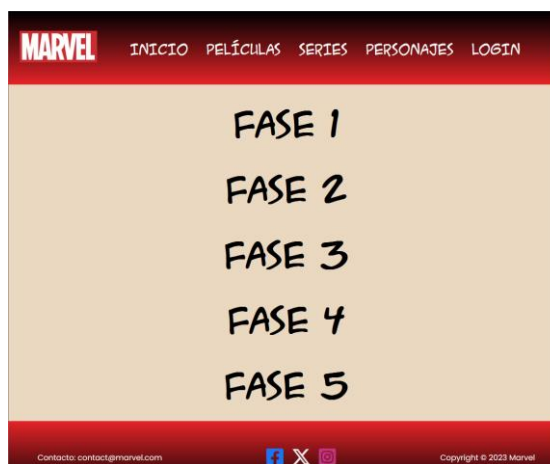 MARVEL INICIO PELÍCULAS SERIES PERSONAJES LOGIN
FASE 1
FASE 2
FASE 3
FASE 4
FASE 5
Contacto: contact@marvel.com Copyright © 2023 Marvel